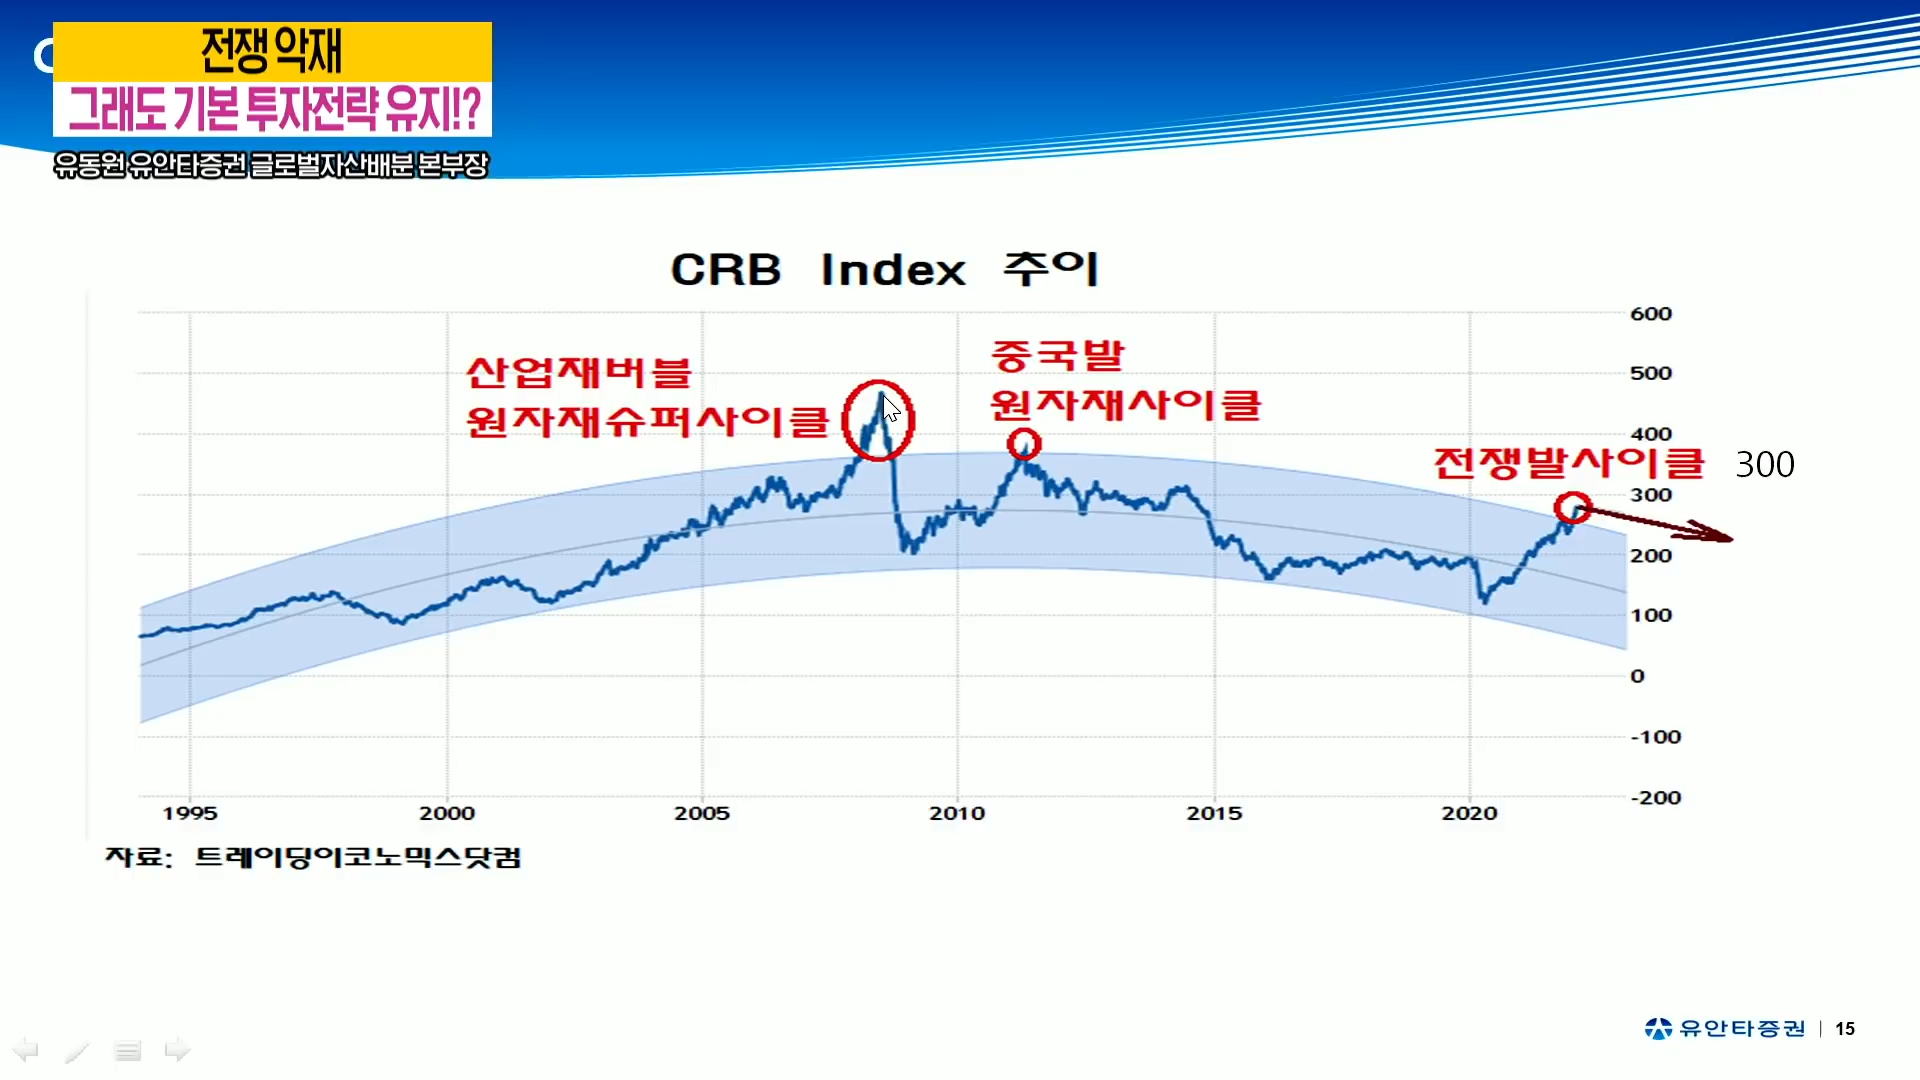 전쟁 악재
그래도 기본 투자전략 유지!?
유동원 유안타증권 글로벌자산배분 본부장
CRB Index 추이
600
산업재버블
원자재슈퍼사이클
중국발
원자재사이클
500
400
전쟁발사이클 300
300
200
100
0
-100
-200
1995 2000 2005 2010 2015 2020
자료: 트레이딩이코노믹스닷컴
유안타증권 | 15